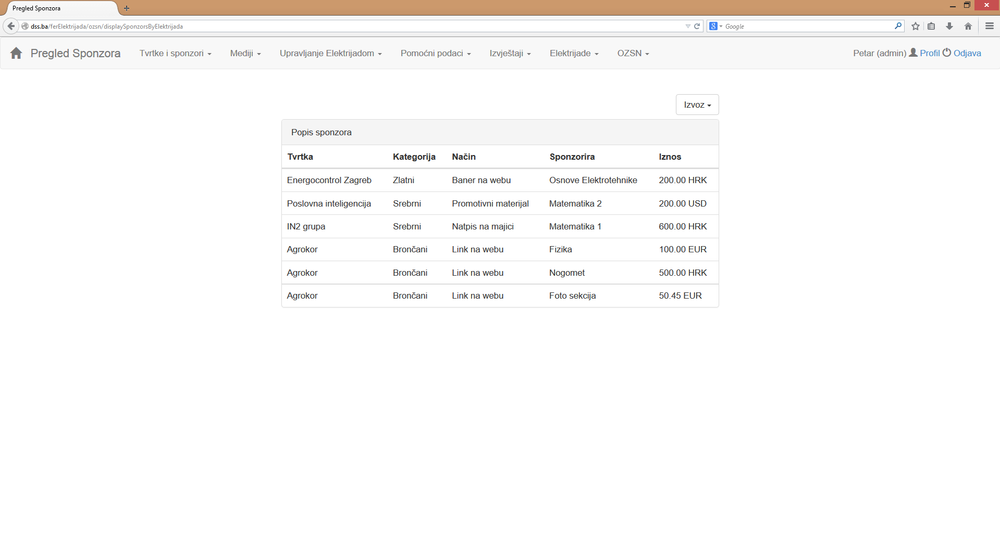 Pregled Sponzora
dss.ba/ferElektrijada/ozsn/displaySponzorsByElektrijada
8 Google
Pregled Sponzora Tvrtke i sponzori Mediji Upravljanje Elektrijadom Pomoćni podaci Izvještaji Elektrijade OZSN Petar (admin) Profil Odjava
Izvoz
Popis sponzora
Tvrtka Kategorija Način Sponzorira Iznos
Energocontrol Zagreb Zlatni Baner na webu Osnove Elektrotehnike 200.00 HRK
Poslovna inteligencija Srebrni Promotivni materijal Matematika 2 200.00 USD
IN2 grupa Srebrni Natpis na majici Matematika 1 600.00 HRK
Agrokor Brončani Link na webu Fizika 100.00 EUR
Agrokor Brončani Link na webu Nogomet 500.00 HRK
Agrokor Brončani Link na webu Foto sekcija 50.45 EUR